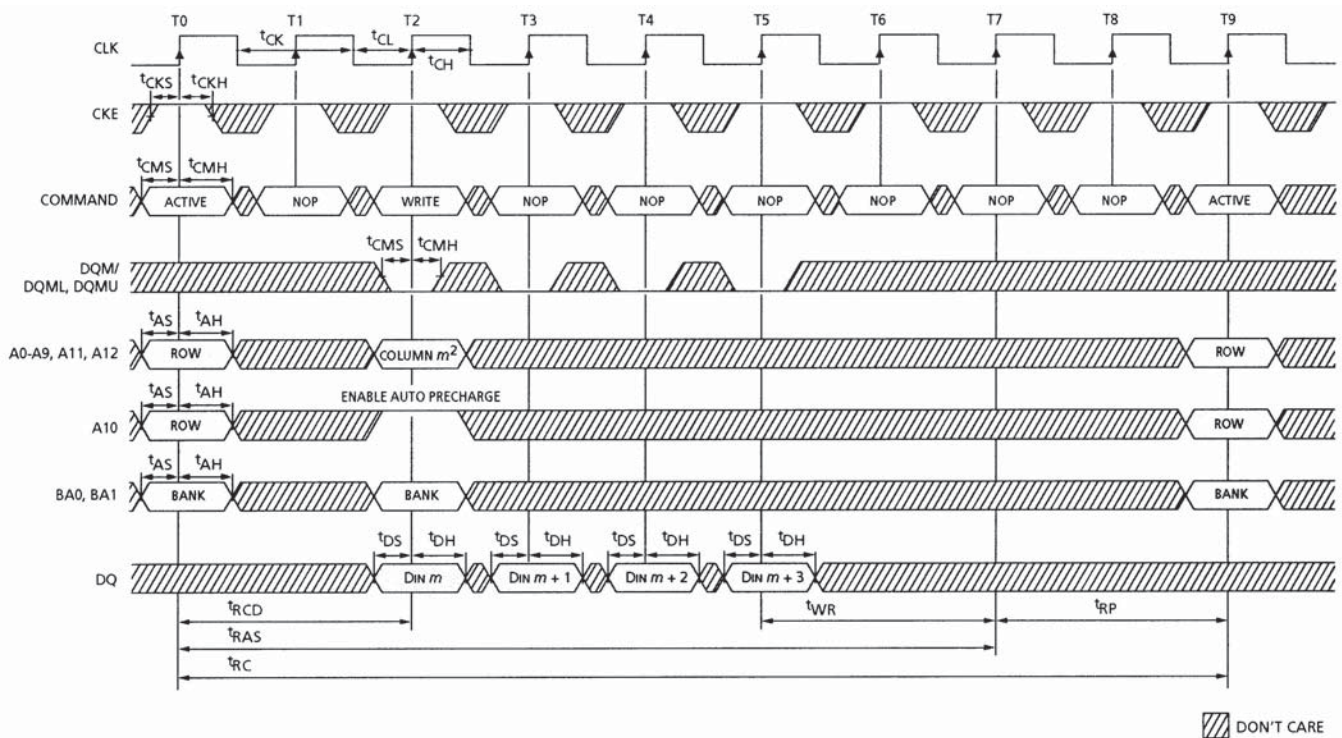 T0 T1 T2 T3 T4 T5 T6 T7 T8 T9
CLK tCK tCL tCH
tCKS tCKH
CKE
tCMS tCMH
COMMAND ACTIVE NOP WRITE NOP NOP NOP NOP NOP NOP ACTIVE
tCMS tCMH
DQM/
DQML, DQMU
tAS tAH
A0-A9, A11, A12 ROW COLUMN m2 ROW
ENABLE AUTO PRECHARGE
tAS tAH
A10 ROW ROW
tAS tAH
BA0, BA1 BANK BANK BANK
tDS tDH tDS tDH tDS tDH tDS tDH
DQ DIN m DIN m + 1 DIN m + 2 DIN m + 3
tRCD tWR tRP
tRAS
tRC
DON'T CARE